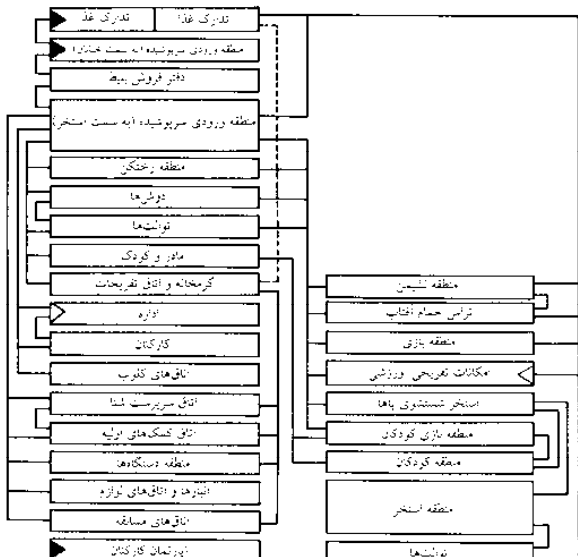 تدارک غذا
تدارک غذا
منطقه ورودی سرپوشیده (به سمت
دفتر فروش بلیط
منطقه ورودی سرپوشیده (به سمت استخر)
منطقه رختکن
دوش‌ها
توالت‌ها
مادر و کودک
گرمخانه و اتاق تفریحات
اداره
کارکنان
اتاق‌های کلوب
اتاق سرپرست شنا
اتاق کمک‌های اولیه
منطقه دستگاه‌ها
انبارها و اتاق‌های لوازم
اتاق‌های مسابقه
آپارتمان کارکنان
منطقه نشیمن
تراس حمام آفتاب
منطقه بازی
امکانات تفریحی ورزشی
استخر شستشوی پاها
منطقه بازی کودکان
منطقه کودکان
منطقه استخر
توالت‌ها